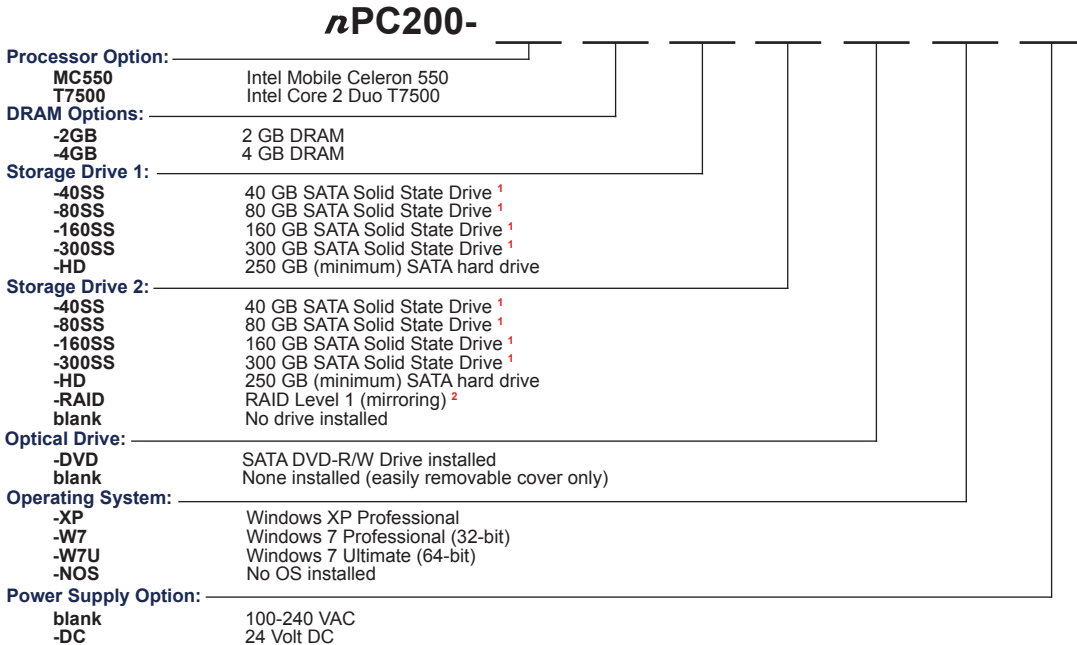 nPC200-
Processor Option:
MC550 Intel Mobile Celeron 550
T7500 Intel Core 2 Duo T7500
DRAM Options:
-2GB 2 GB DRAM
-4GB 4 GB DRAM
Storage Drive 1:
-40SS 40 GB SATA Solid State Drive 1
-80SS 80 GB SATA Solid State Drive 1
-160SS 160 GB SATA Solid State Drive 1
-300SS 300 GB SATA Solid State Drive 1
-HD 250 GB (minimum) SATA hard drive
Storage Drive 2:
-40SS 40 GB SATA Solid State Drive 1
-80SS 80 GB SATA Solid State Drive 1
-160SS 160 GB SATA Solid State Drive 1
-300SS 300 GB SATA Solid State Drive 1
-HD 250 GB (minimum) SATA hard drive
-RAID RAID Level 1 (mirroring) 2
blank No drive installed
Optical Drive:
-DVD SATA DVD-R/W Drive installed
blank None installed (easily removable cover only)
Operating System:
-XP Windows XP Professional
-W7 Windows 7 Professional (32-bit)
-W7U Windows 7 Ultimate (64-bit)
-NOS No OS installed
Power Supply Option:
blank 100-240 VAC
-DC 24 Volt DC